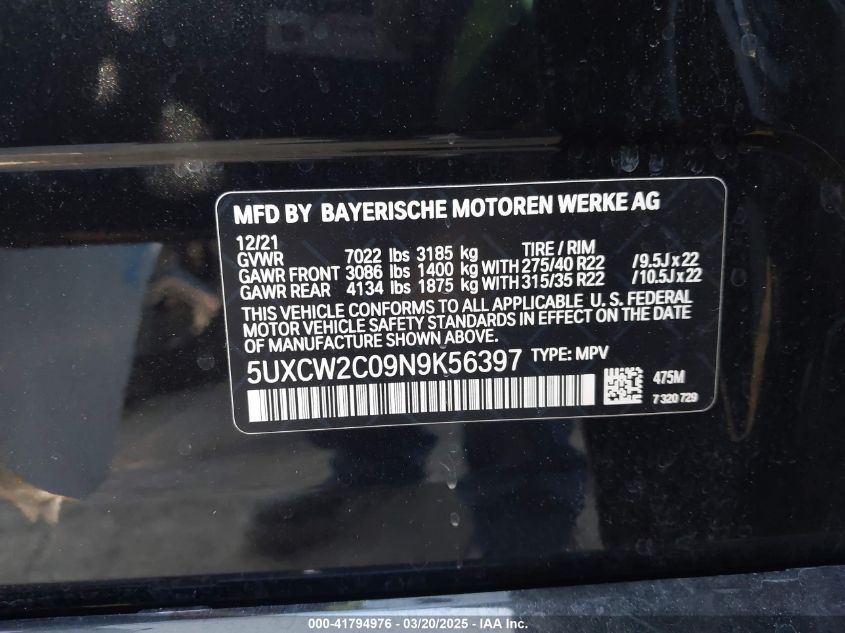 MFD BY BAYERISCHE MOTOREN WERKE AG
12/21
GVWR 7022 lbs 3185 kg TIRE / RIM
GAWR FRONT 3086 lbs 1400 kg WITH 275/40 R22 /9.5J x 22
GAWR REAR 4134 lbs 1875 kg WITH 315/35 R22 /10.5J x 22
THIS VEHICLE CONFORMS TO ALL APPLICABLE U. S. FEDERAL
MOTOR VEHICLE SAFETY STANDARDS IN EFFECT ON THE DATE
OF MANUFACTURE SHOWN ABOVE.
5UXCW2C09N9K56397 TYPE: MPV
475M
7 320 729
000-41794976 - 03/20/2025 - IAA Inc.